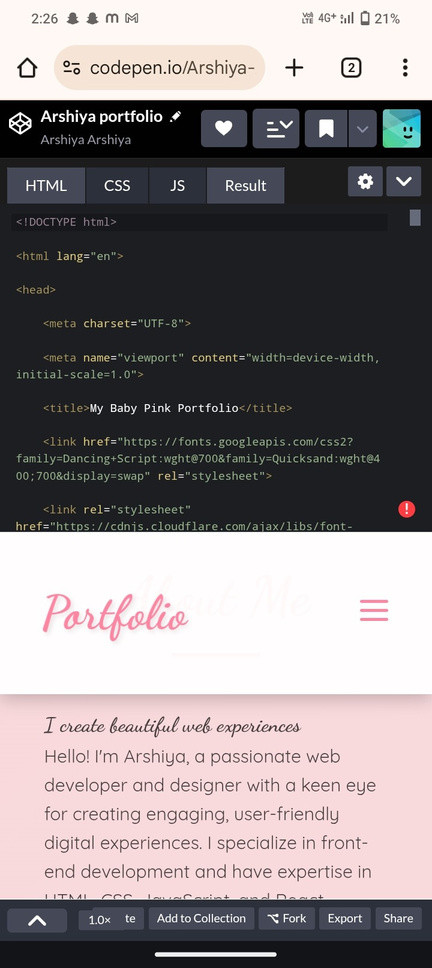 2:26
4G+
21%
codepen.io/Arshiya-
2
Arshiya portfolio
Arshiya Arshiya
HTML CSS JS Result
<!DOCTYPE html>
<html lang="en">
<head>
<meta charset="UTF-8">
<meta name="viewport" content="width=device-width,
initial-scale=1.0">
<title>My Baby Pink Portfolio</title>
<link href="https://fonts.googleapis.com/css2?
family=Dancing+Script:wght@700&family=Quicksand:wght@4
00;700&display=swap" rel="stylesheet">
<link rel="stylesheet"
href="https://cdnjs.cloudflare.com/ajax/libs/font-
About Me
Portfolio
I create beautiful web experiences
Hello! I'm Arshiya, a passionate web
developer and designer with a keen eye
for creating engaging, user-friendly
digital experiences. I specialize in front-
end development and have expertise in
HTML, CSS, JavaScript, and React
1.0× te Add to Collection Fork Export Share